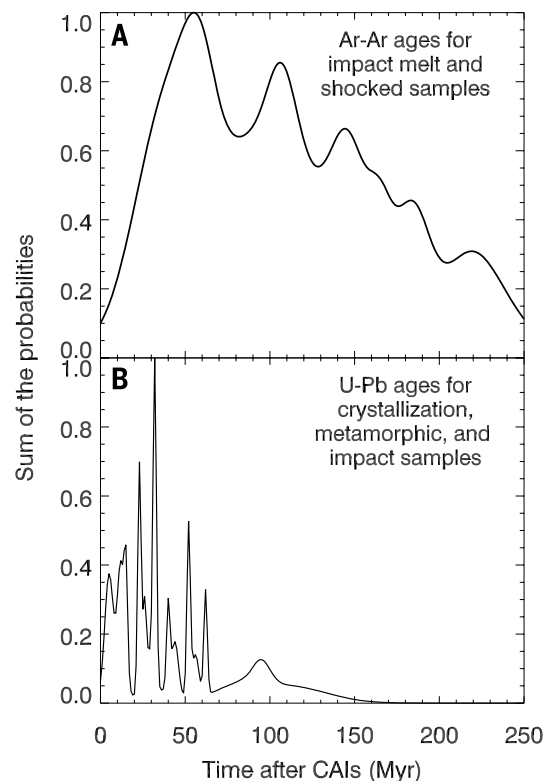 A
Ar-Ar ages for
impact melt and
shocked samples
1.0
0.8
0.6
0.4
0.2
0.0
Sum of the probabilities
B
U-Pb ages for
crystallization,
metamorphic, and
impact samples
1.0
0.8
0.6
0.4
0.2
0.0
0 50 100 150 200 250
Time after CAIs (Myr)